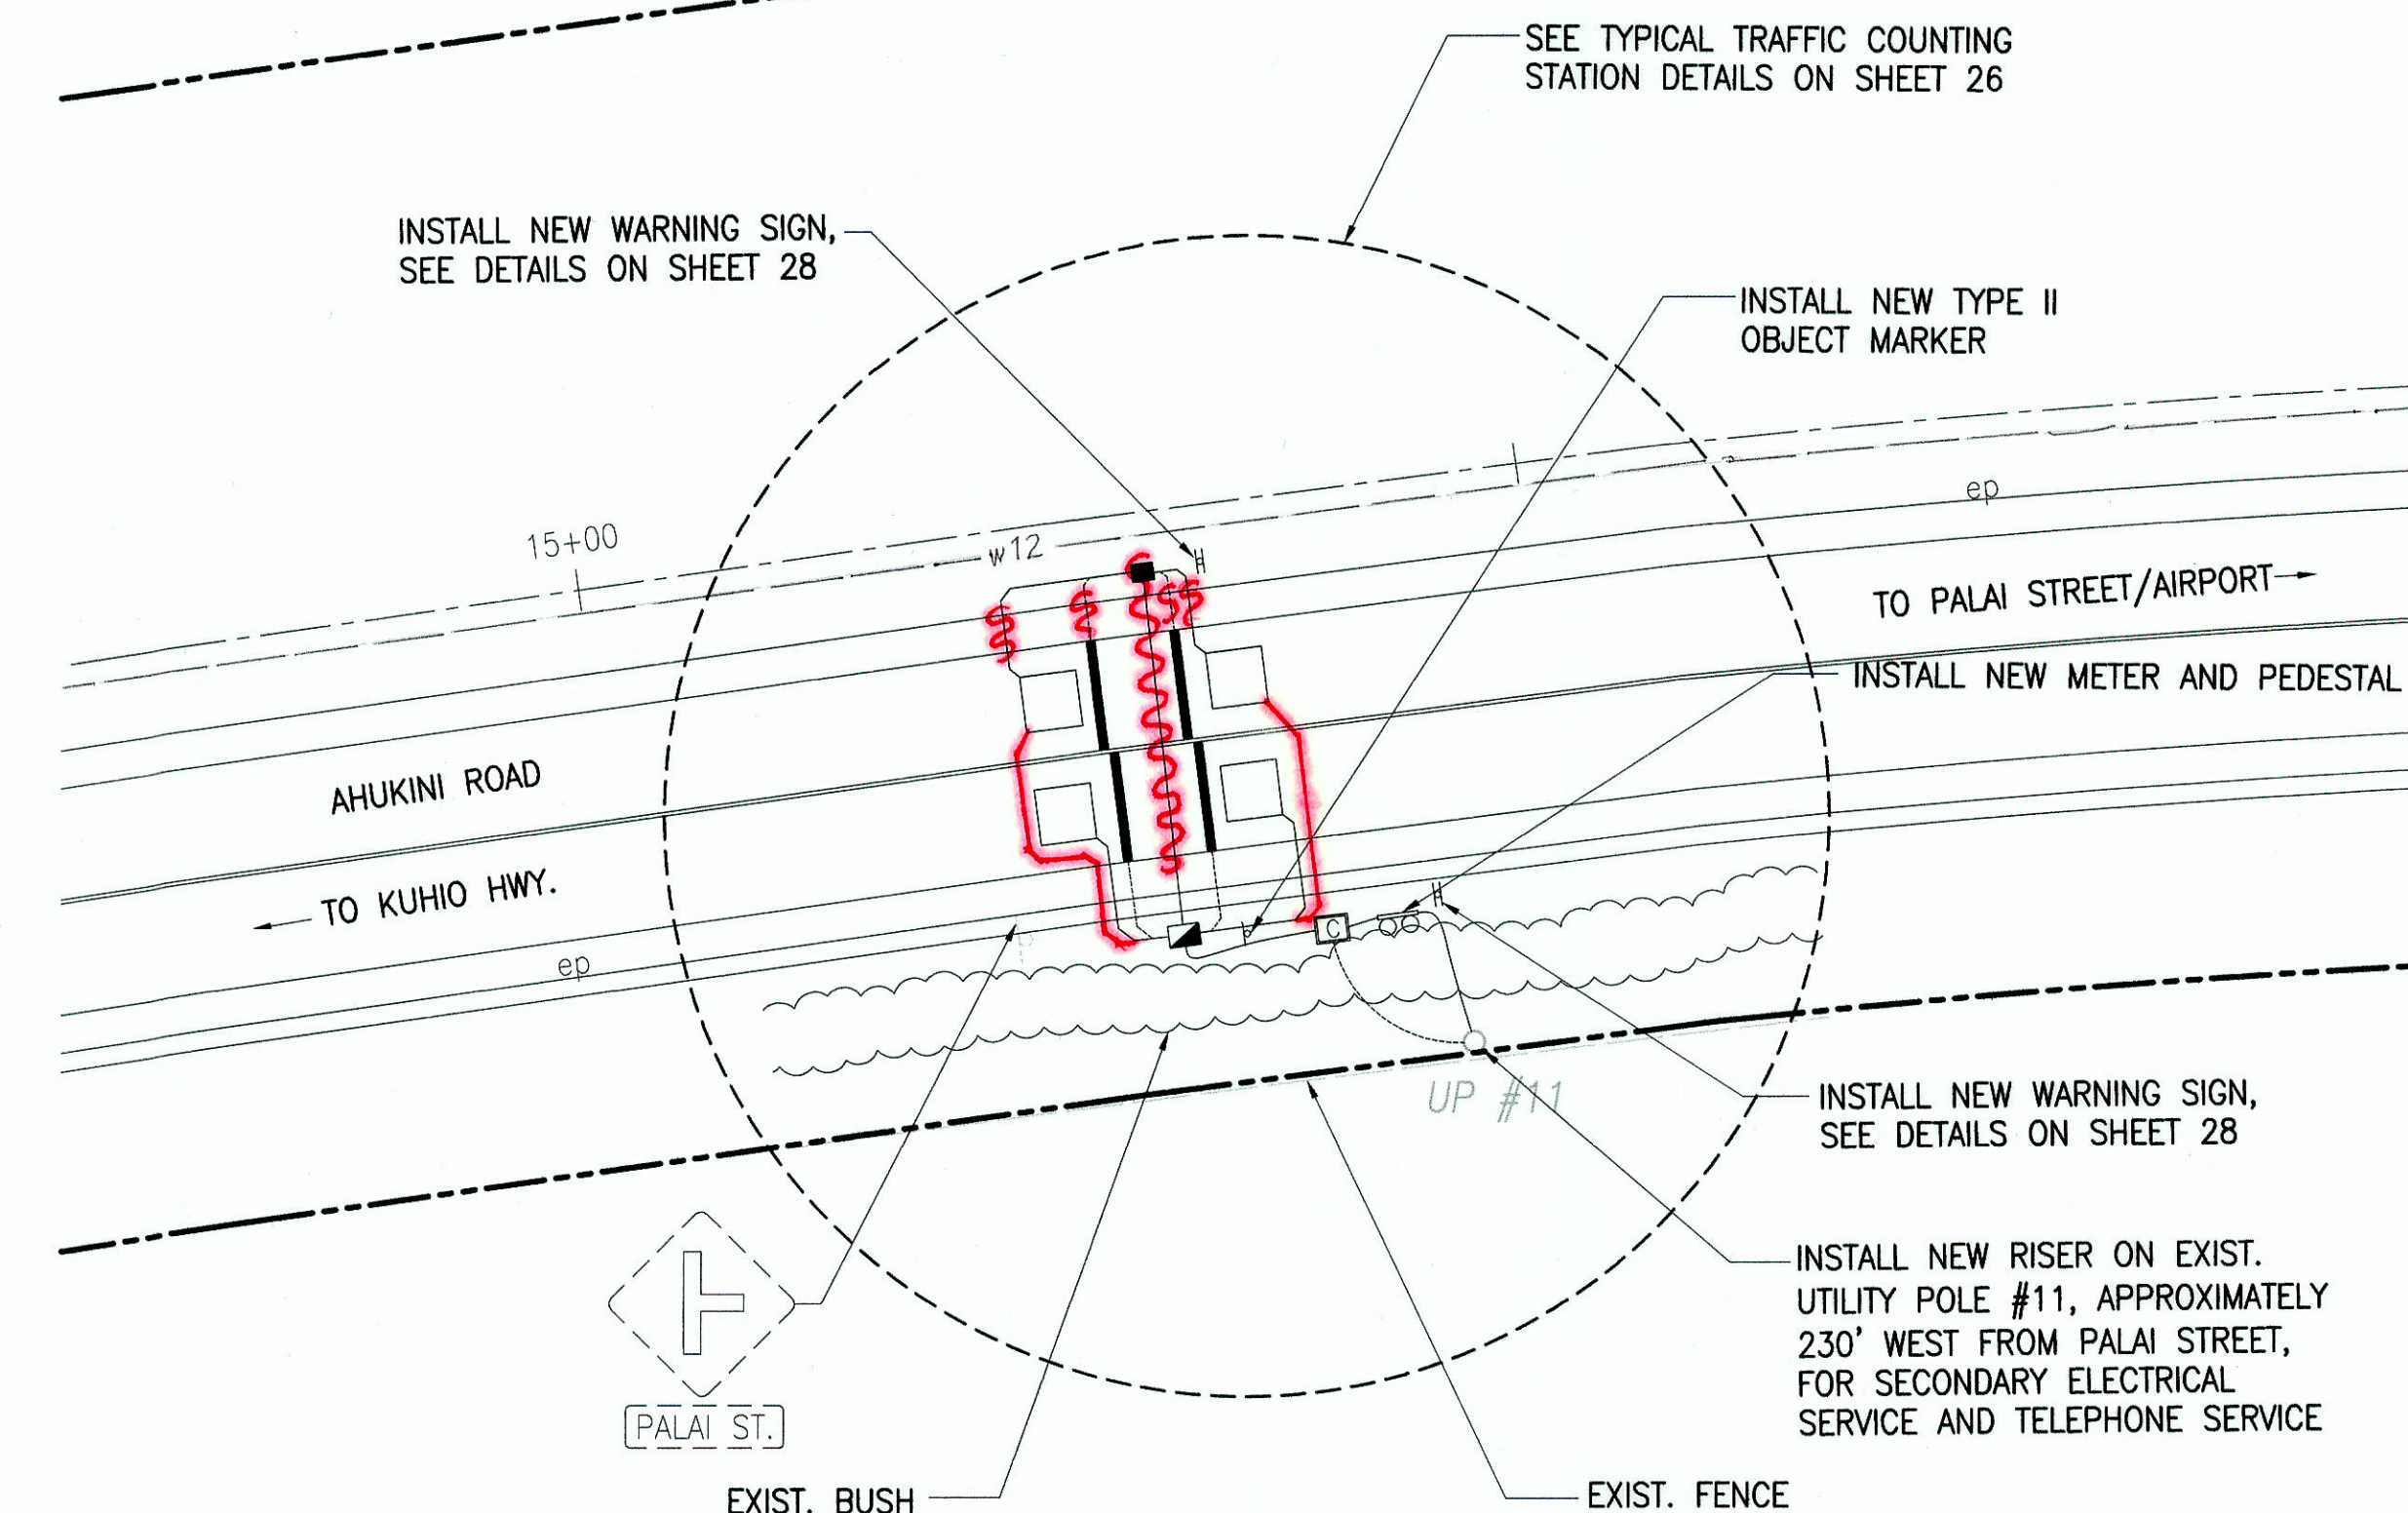 SEE TYPICAL TRAFFIC COUNTING
STATION DETAILS ON SHEET 26
INSTALL NEW WARNING SIGN,
SEE DETAILS ON SHEET 28
INSTALL NEW TYPE II
OBJECT MARKER
ep
15+00
w12
TO PALAI STREET/AIRPORT
INSTALL NEW METER AND PEDESTAL
AHUKINI ROAD
TO KUHIO HWY.
ep
P
C
UP #11
INSTALL NEW WARNING SIGN,
SEE DETAILS ON SHEET 28
INSTALL NEW RISER ON EXIST.
UTILITY POLE #11, APPROXIMATELY
230' WEST FROM PALAI STREET,
FOR SECONDARY ELECTRICAL
SERVICE AND TELEPHONE SERVICE
PALAI ST.
EXIST. BUSH
EXIST. FENCE